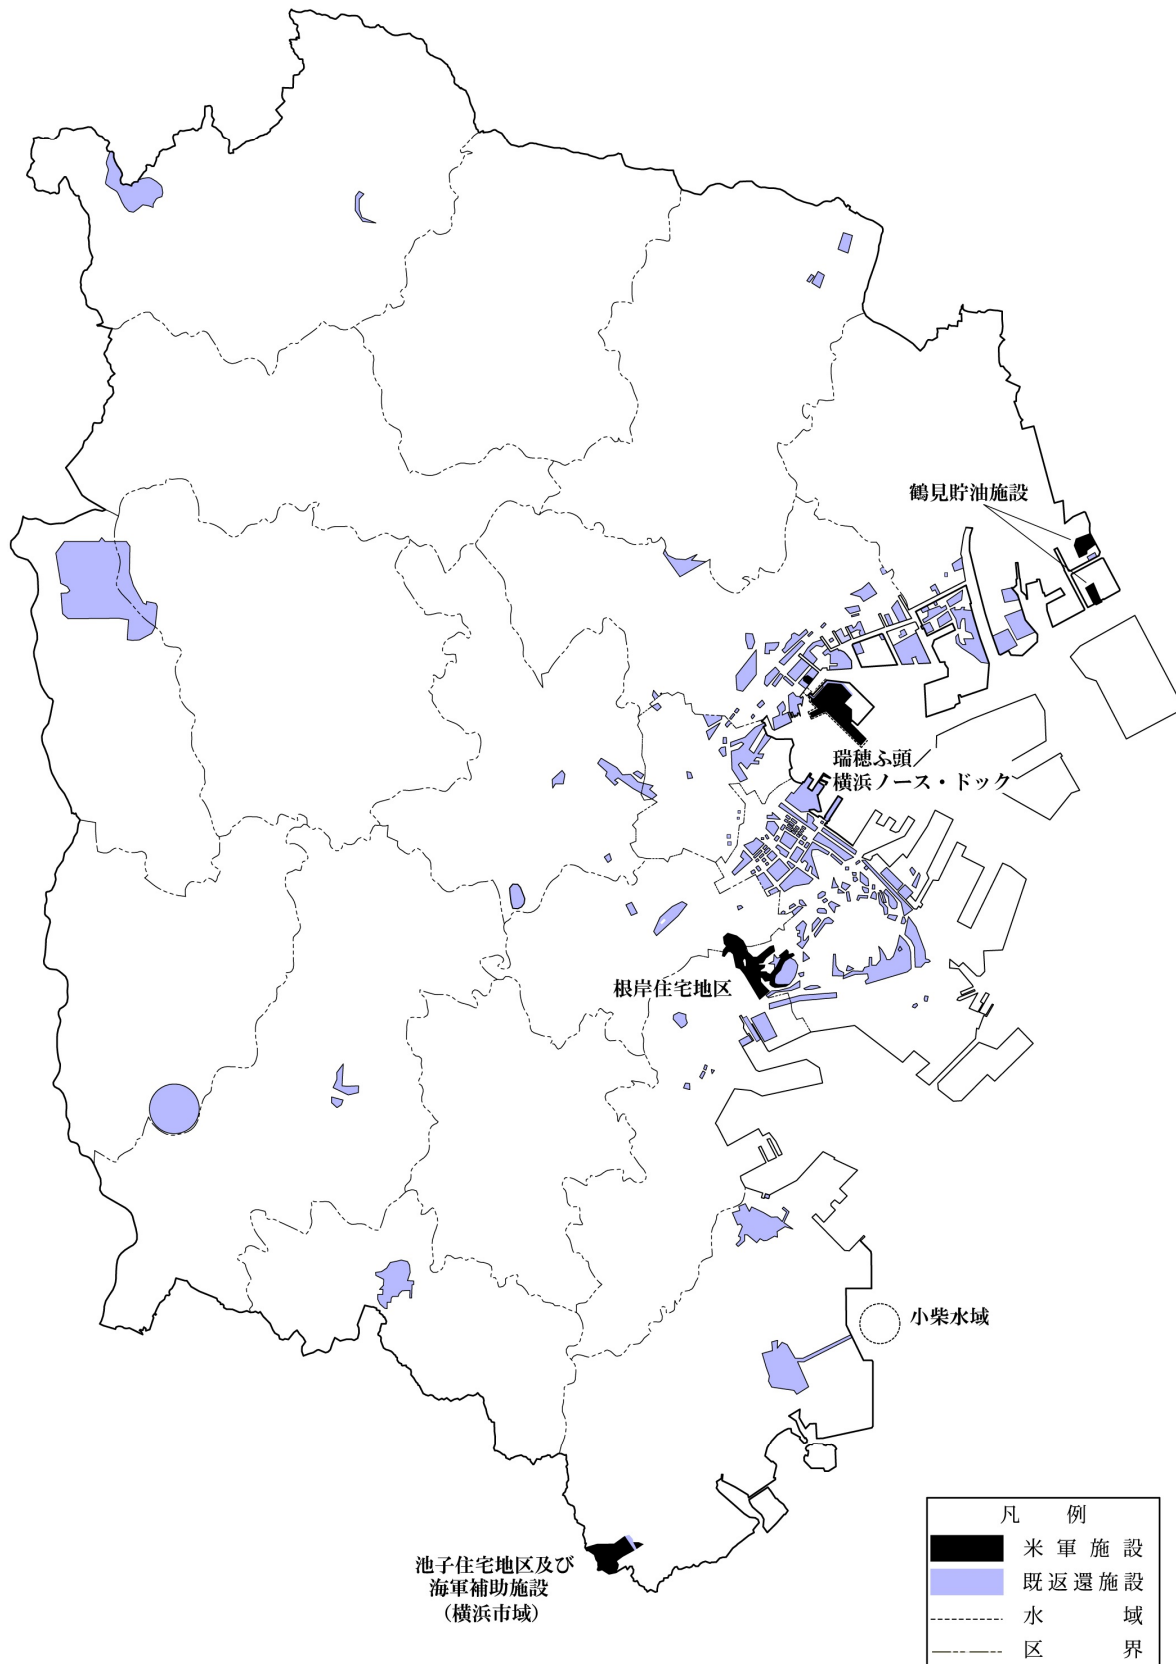 鶴見貯油施設
瑞穂ふ頭／
横浜ノース・ドック
根岸住宅地区
小柴水域
池子住宅地区及び
海軍補助施設
（横浜市域）
凡 例
米軍施設
既返還施設
水 域
区 界